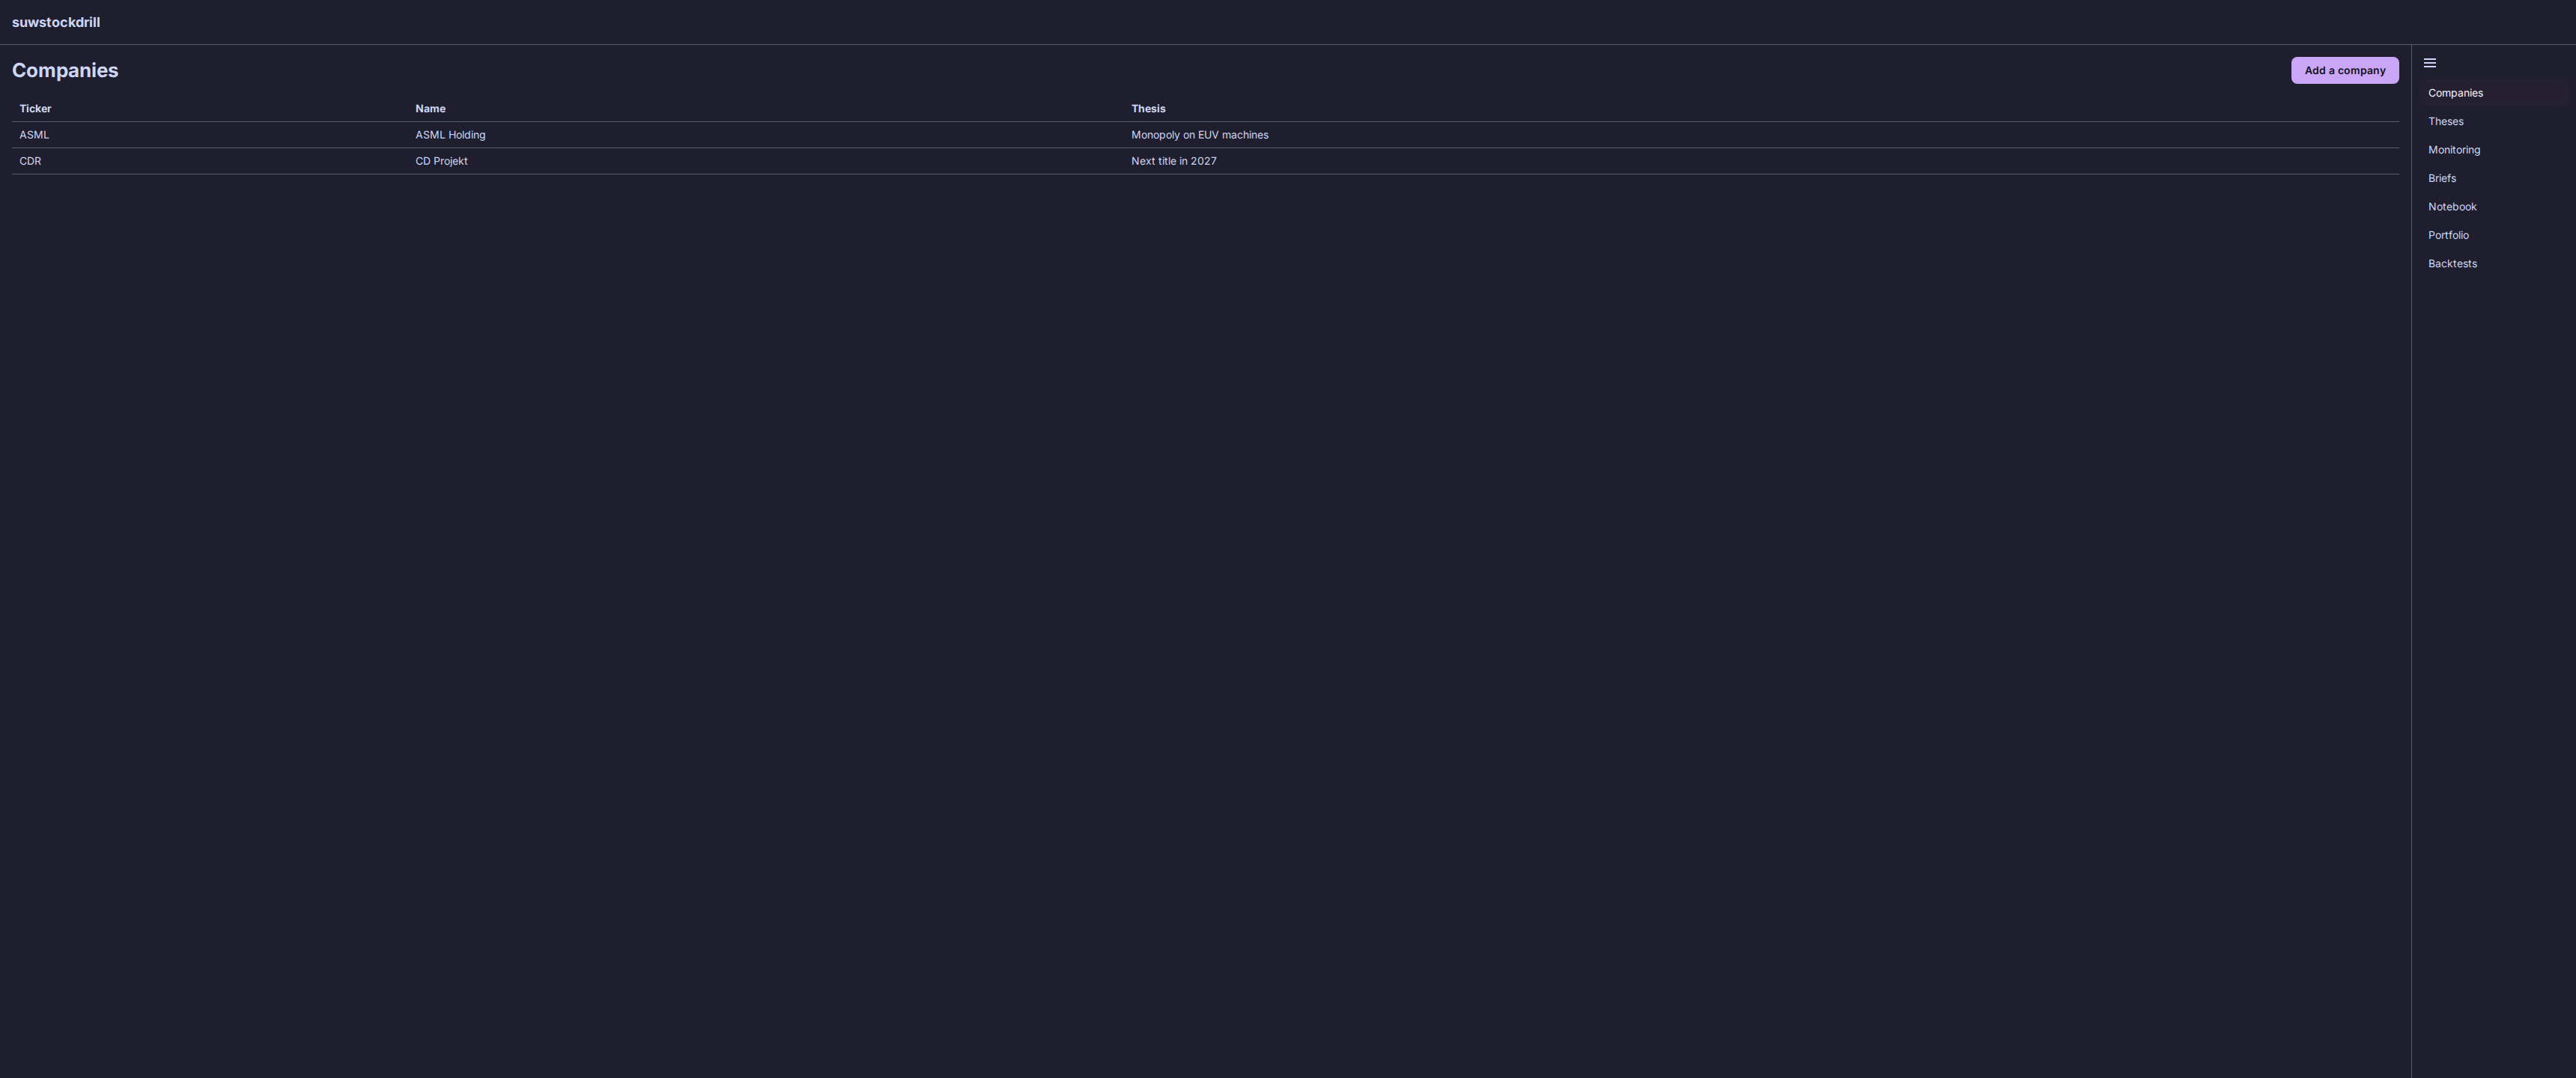 suwstockdrill
Companies
Add a company
Ticker Name Thesis
ASML ASML Holding Monopoly on EUV machines
CDR CD Projekt Next title in 2027
Companies
Theses
Monitoring
Briefs
Notebook
Portfolio
Backtests